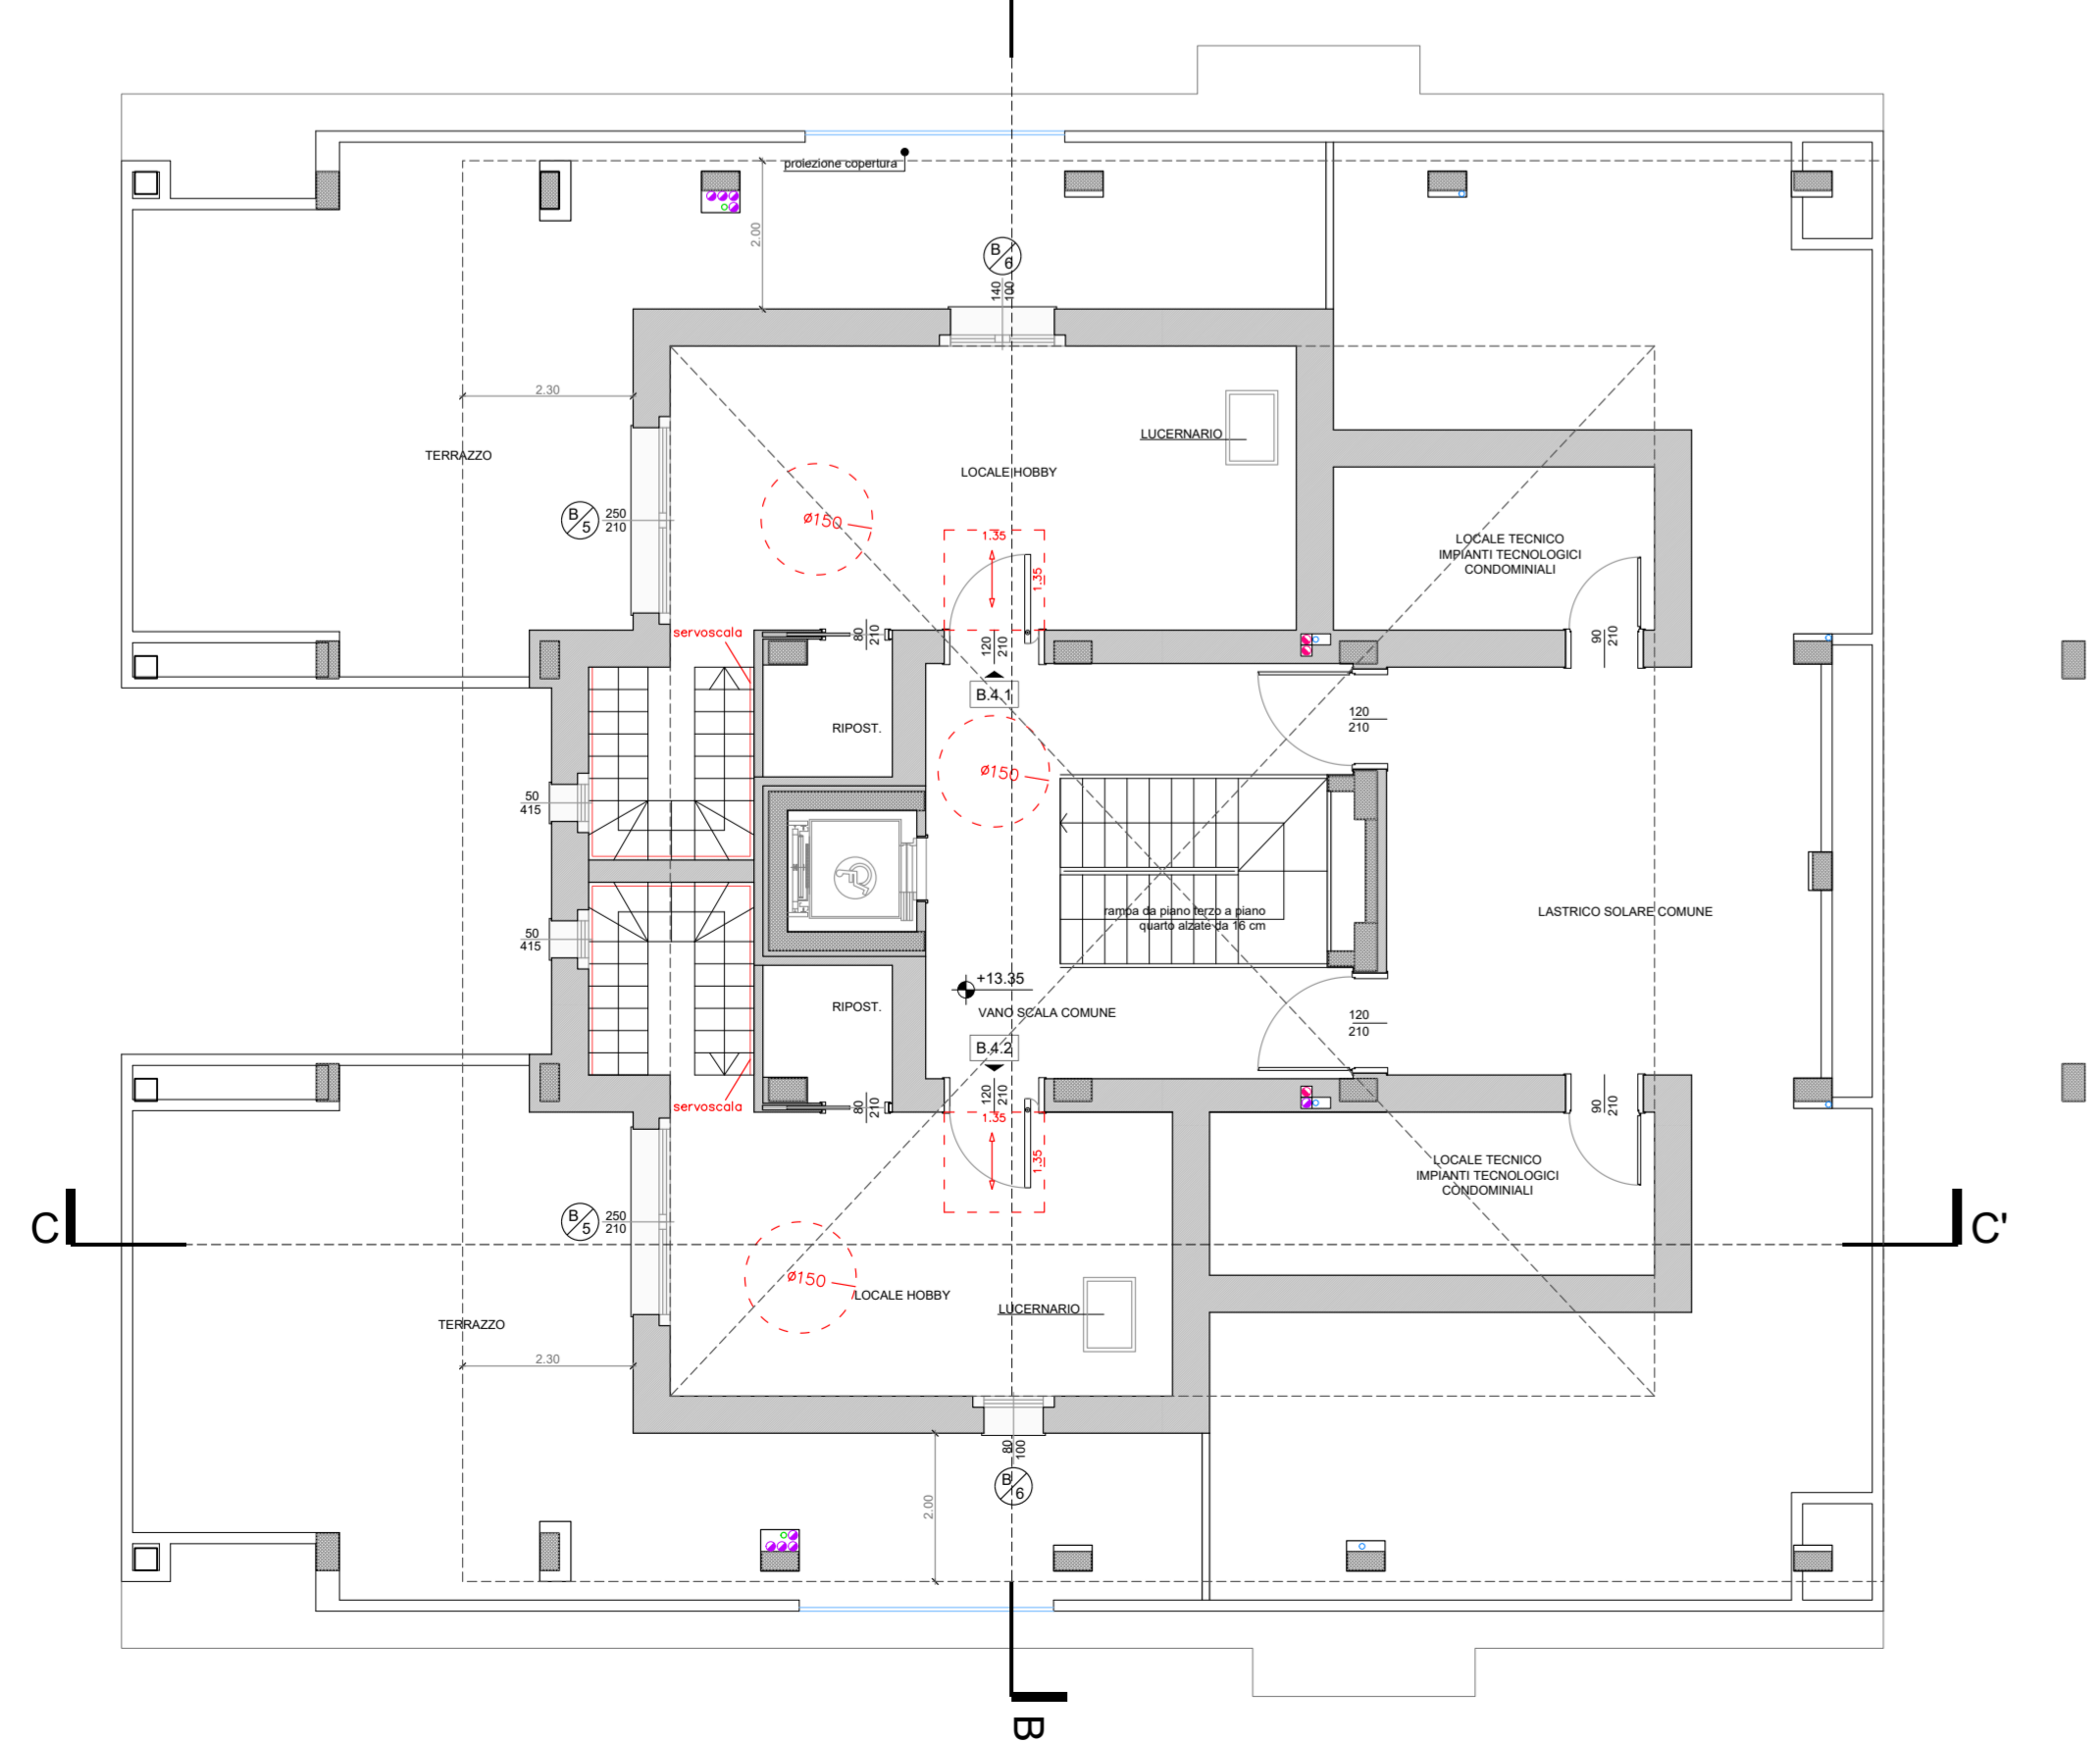 proiezione copertura
2.00
B
6
140
100
2.30
TERRAZZO
LUCERNARIO
LOCALE HOBBY
B
5
250
210
ø150
1.35
1.35
LOCALE TECNICO
IMPIANTI TECNOLOGICI
CONDOMINIALI
servoscala
80
210
120
210
90
210
B.4.1
RIPOST.
120
210
ø150
50
415
rampa da piano terzo a piano
quarto alzate da 16 cm
LASTRICO SOLARE COMUNE
50
415
+13.35
RIPOST.
VANO SCALA COMUNE
120
210
B.4.2
servoscala
80
210
120
210
90
210
1.35
1.35
LOCALE TECNICO
IMPIANTI TECNOLOGICI
CONDOMINIALI
C
B
5
250
210
C'
ø150
LOCALE HOBBY
LUCERNARIO
TERRAZZO
2.30
80
100
B
6
2.00
B